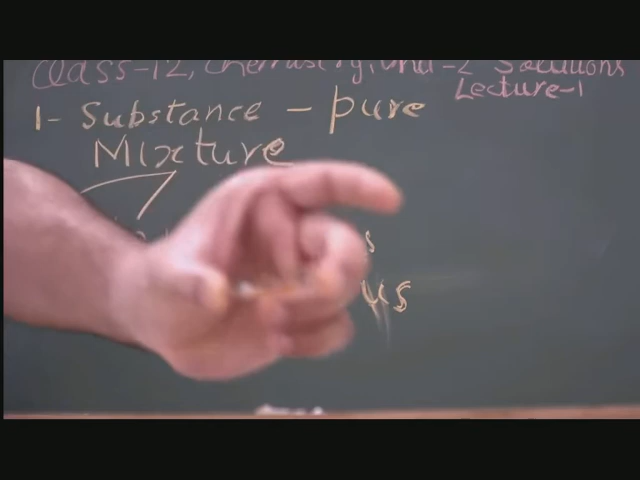 Class-12, Chemistry, Unit-2 Solutions
Lecture-1
1- Substance - pure
Mixture